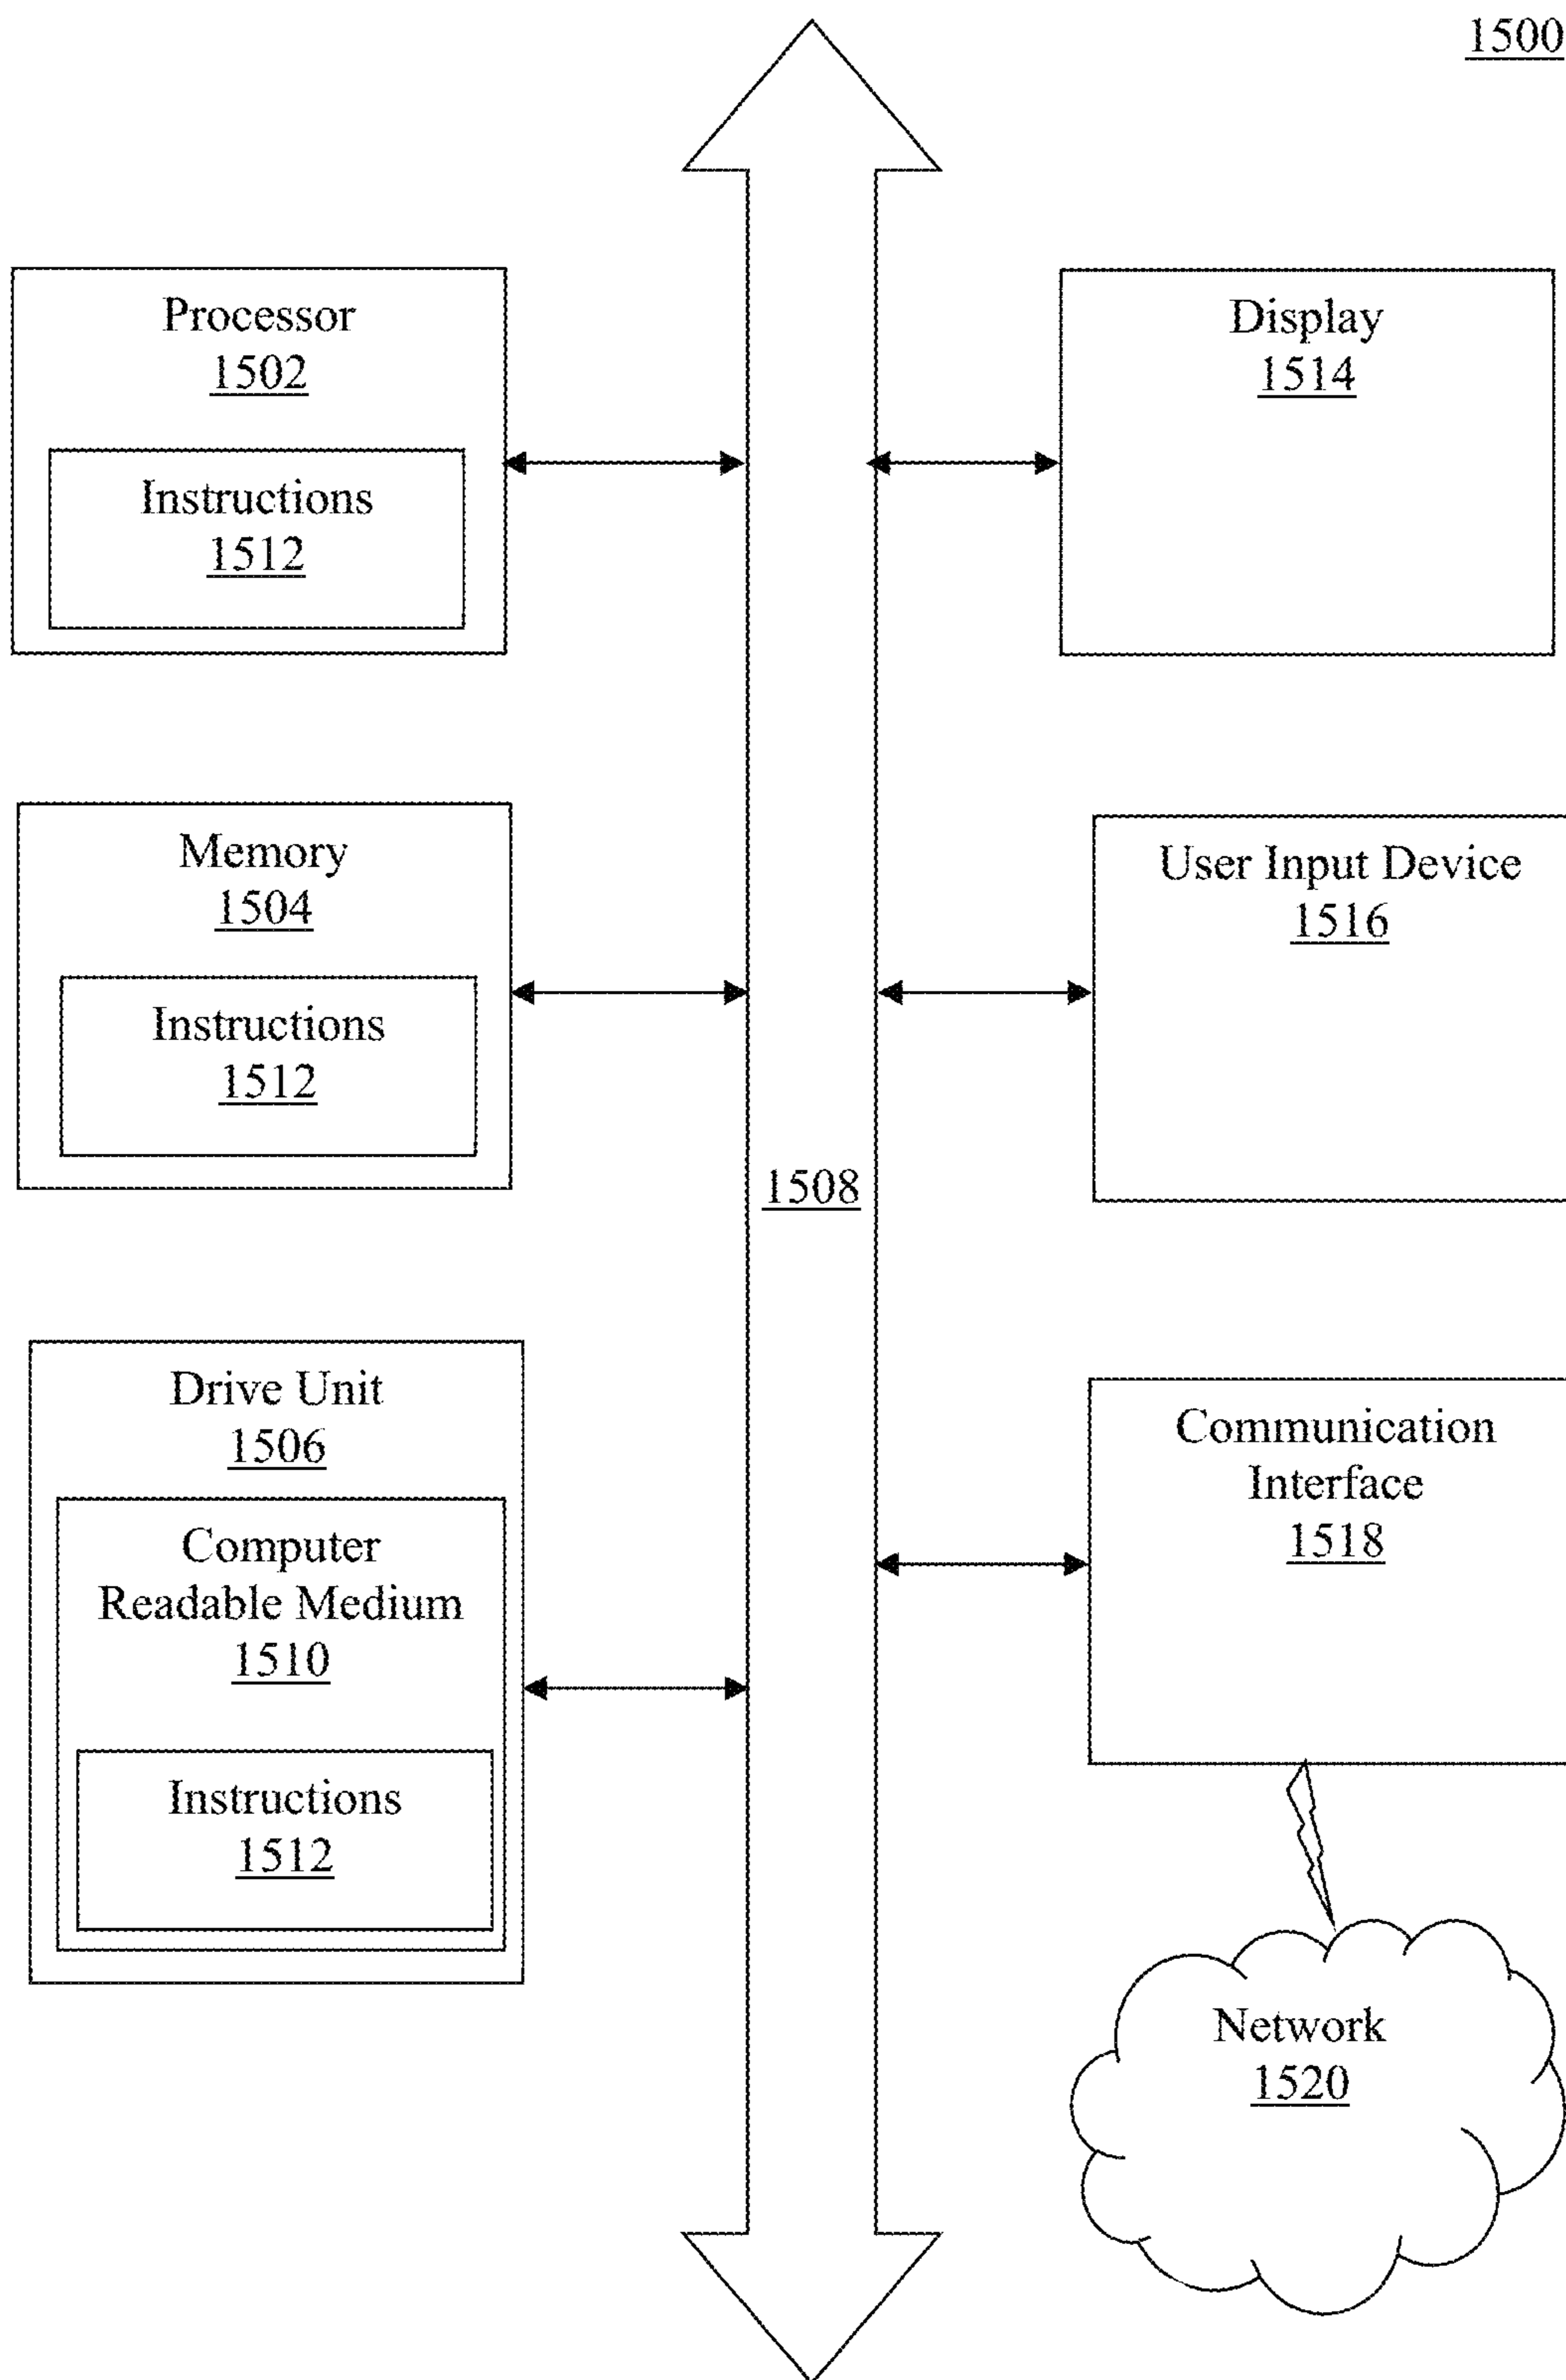 1500
Processor
1502
Instructions
1512
Memory
1504
Instructions
1512
Drive Unit
1506
Computer
Readable Medium
1510
Instructions
1512
1508
Display
1514
User Input Device
1516
Communication
Interface
1518
Network
1520